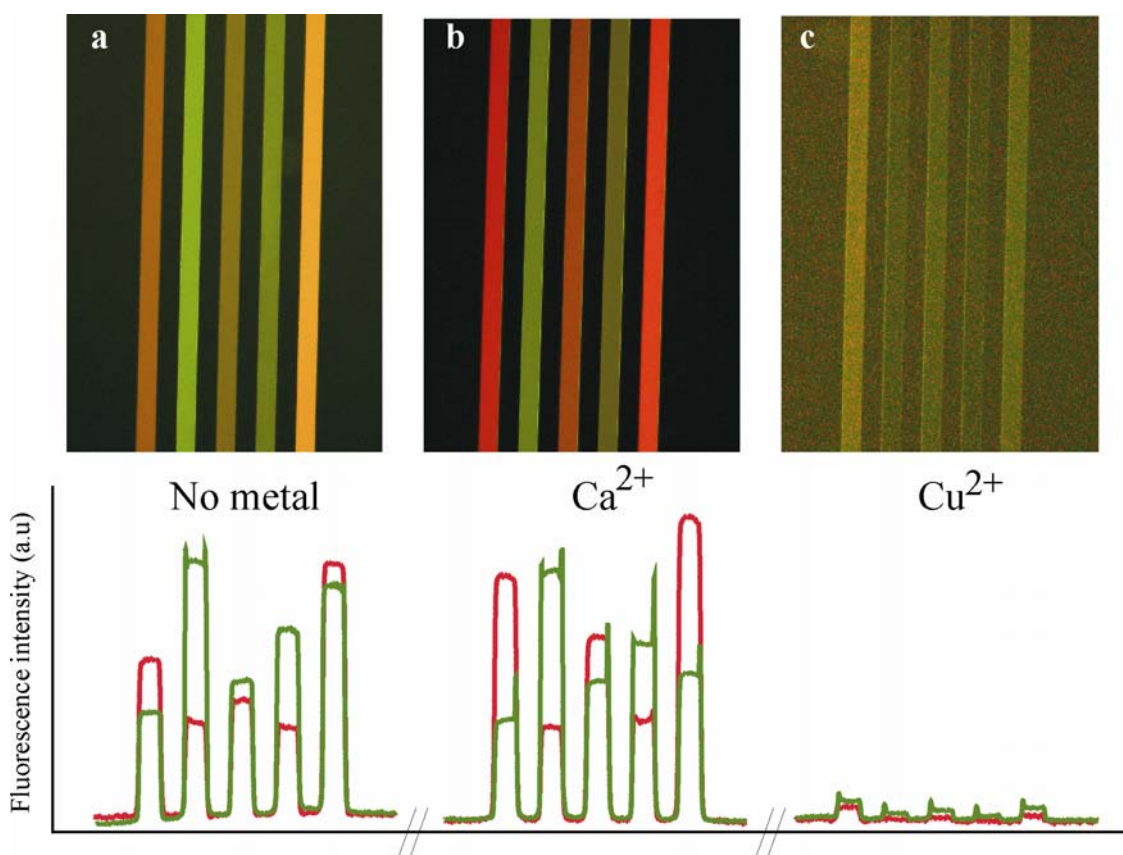 a
b
c
No metal
Ca²⁺
Cu²⁺
Fluorescence intensity (a.u)